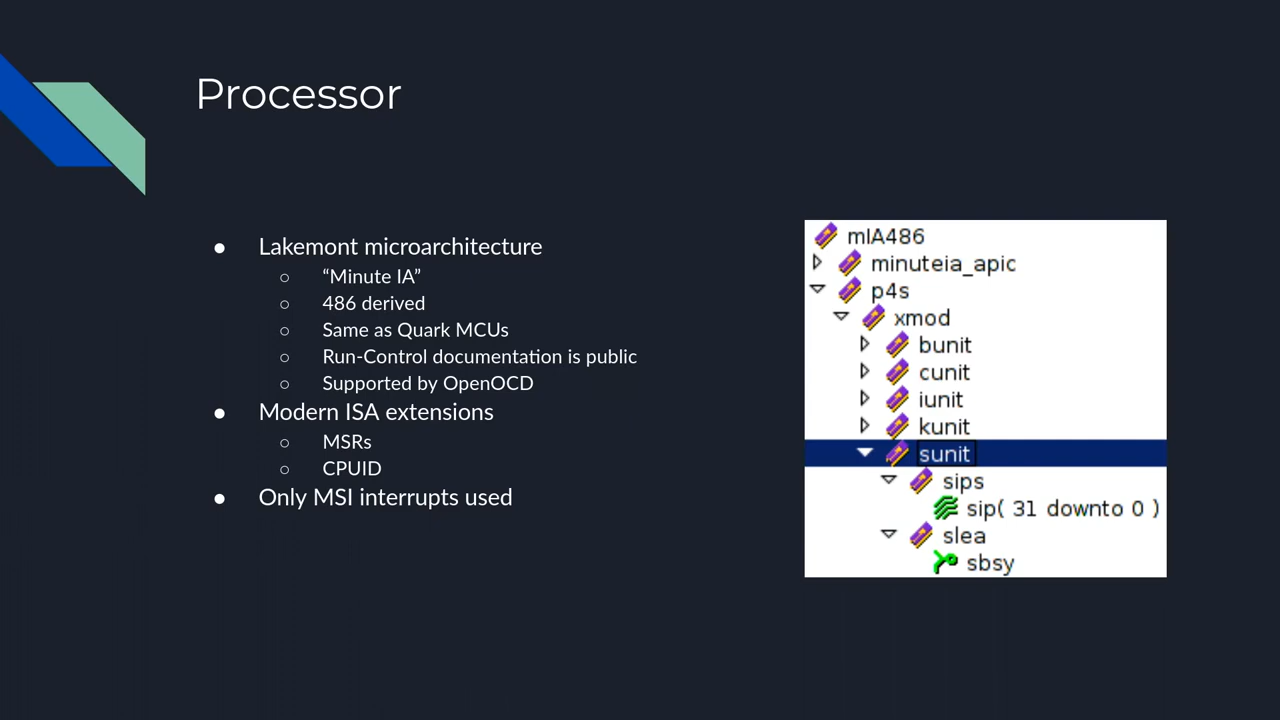 Processor
● Lakemont microarchitecture
○ “Minute IA”
○ 486 derived
○ Same as Quark MCUs
○ Run-Control documentation is public
○ Supported by OpenOCD
● Modern ISA extensions
○ MSRs
○ CPUID
● Only MSI interrupts used
mIA486
minuteia_apic
p4s
xmod
bunit
cunit
iunit
kunit
sunit
sips
sip( 31 downto 0 )
slea
sbsy